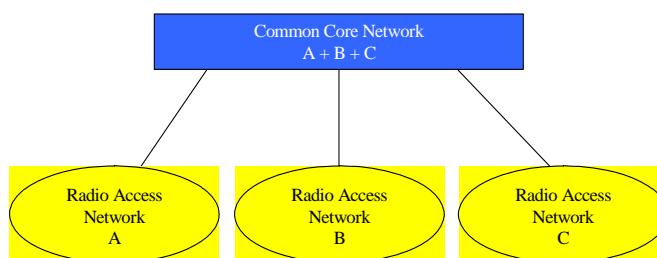 Common Core Network
A + B + C
Radio Access
Network
A
Radio Access
Network
B
Radio Access
Network
C